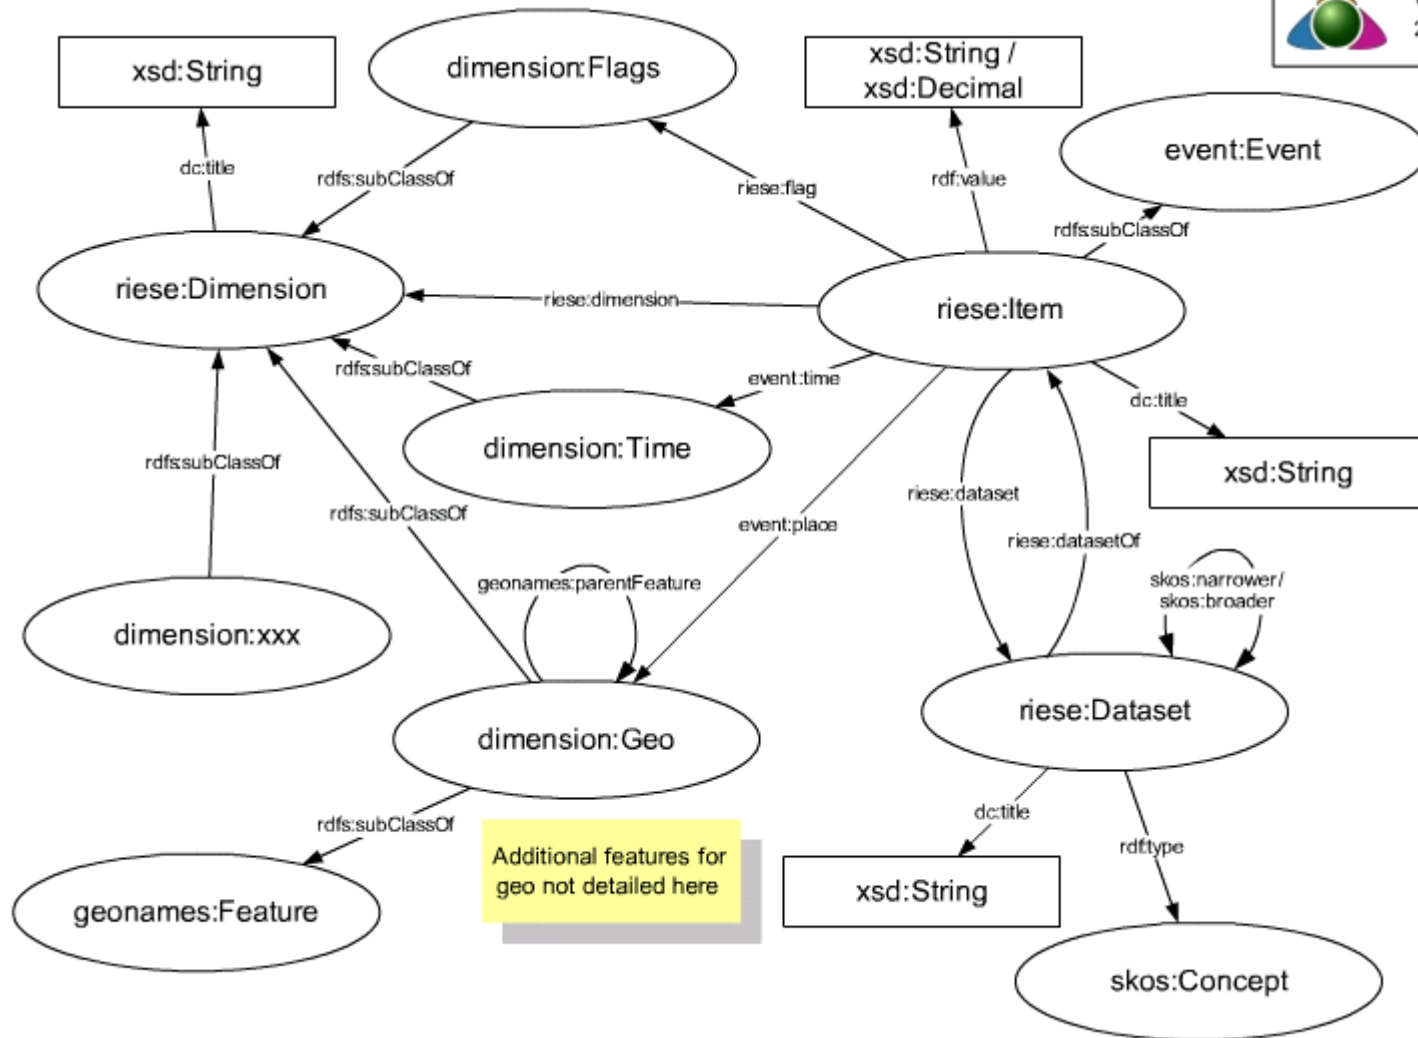 xsd:String
dimension:Flags
xsd:String /
xsd:Decimal
event:Event
dc:title
rdfs:subClassOf
riese:flag
rdf:value
rdfs:subClassOf
riese:Dimension
riese:dimension
riese:Item
rdfs:subClassOf
event:time
dc:title
dimension:Time
rdfs:subClassOf
xsd:String
riese:dataset
rdfs:subClassOf
event:place
riese:datasetOf
geonames:parentFeature
skos:narrower/
skos:broader
dimension:xxx
riese:Dataset
dimension:Geo
dc:title
rdfs:subClassOf
rdf:type
Additional features for
geo not detailed here
xsd:String
geonames:Feature
skos:Concept